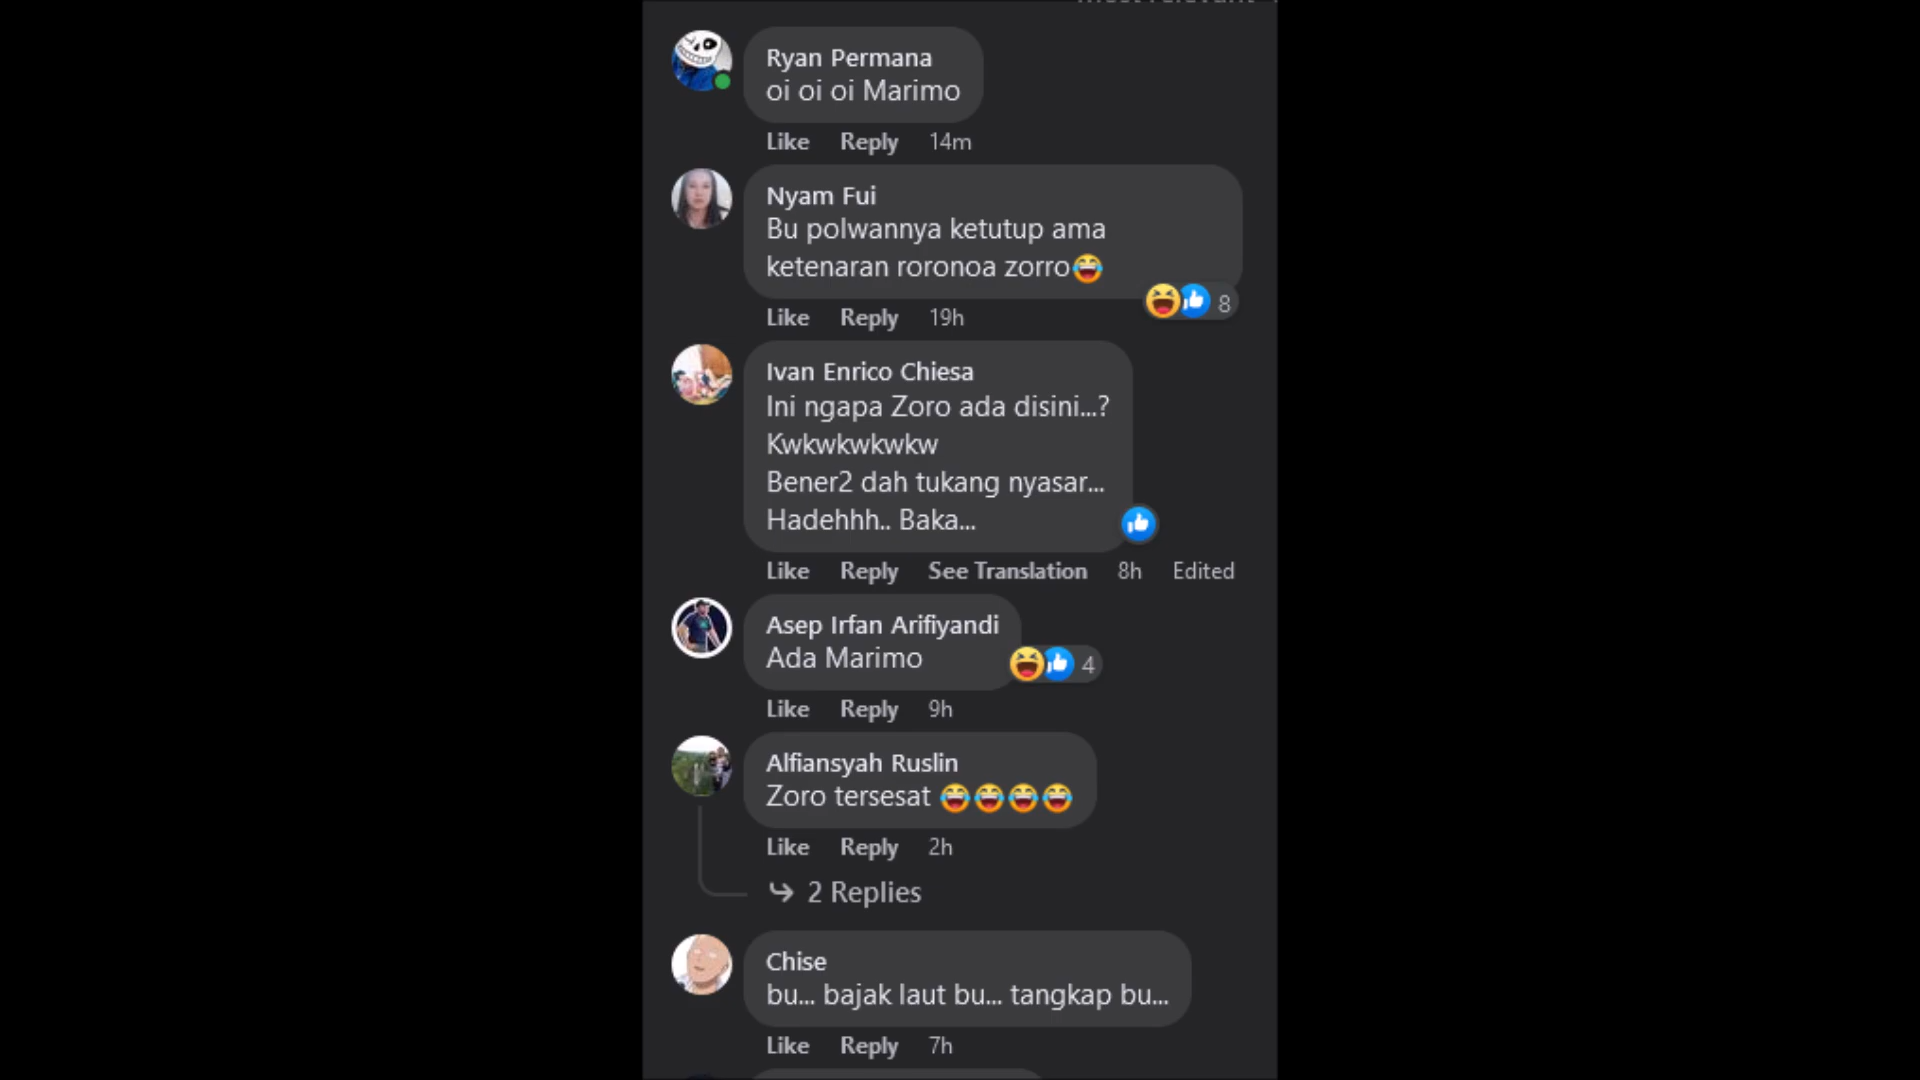 Ryan Permana
oi oi oi Marimo
Like Reply 14m
Nyam Fui
Bu polwannya ketutup ama
ketenaran roronoa zorro😂
8
Like Reply 19h
Ivan Enrico Chiesa
Ini ngapa Zoro ada disini...?
Kwkwkwkwkw
Bener2 dah tukang nyasar...
Hadehhh.. Baka...
Like Reply See Translation 8h Edited
Asep Irfan Arifiyandi
Ada Marimo
4
Like Reply 9h
Alfiansyah Ruslin
Zoro tersesat 😂😂😂😂
Like Reply 2h
2 Replies
Chise
bu... bajak laut bu... tangkap bu...
Like Reply 7h